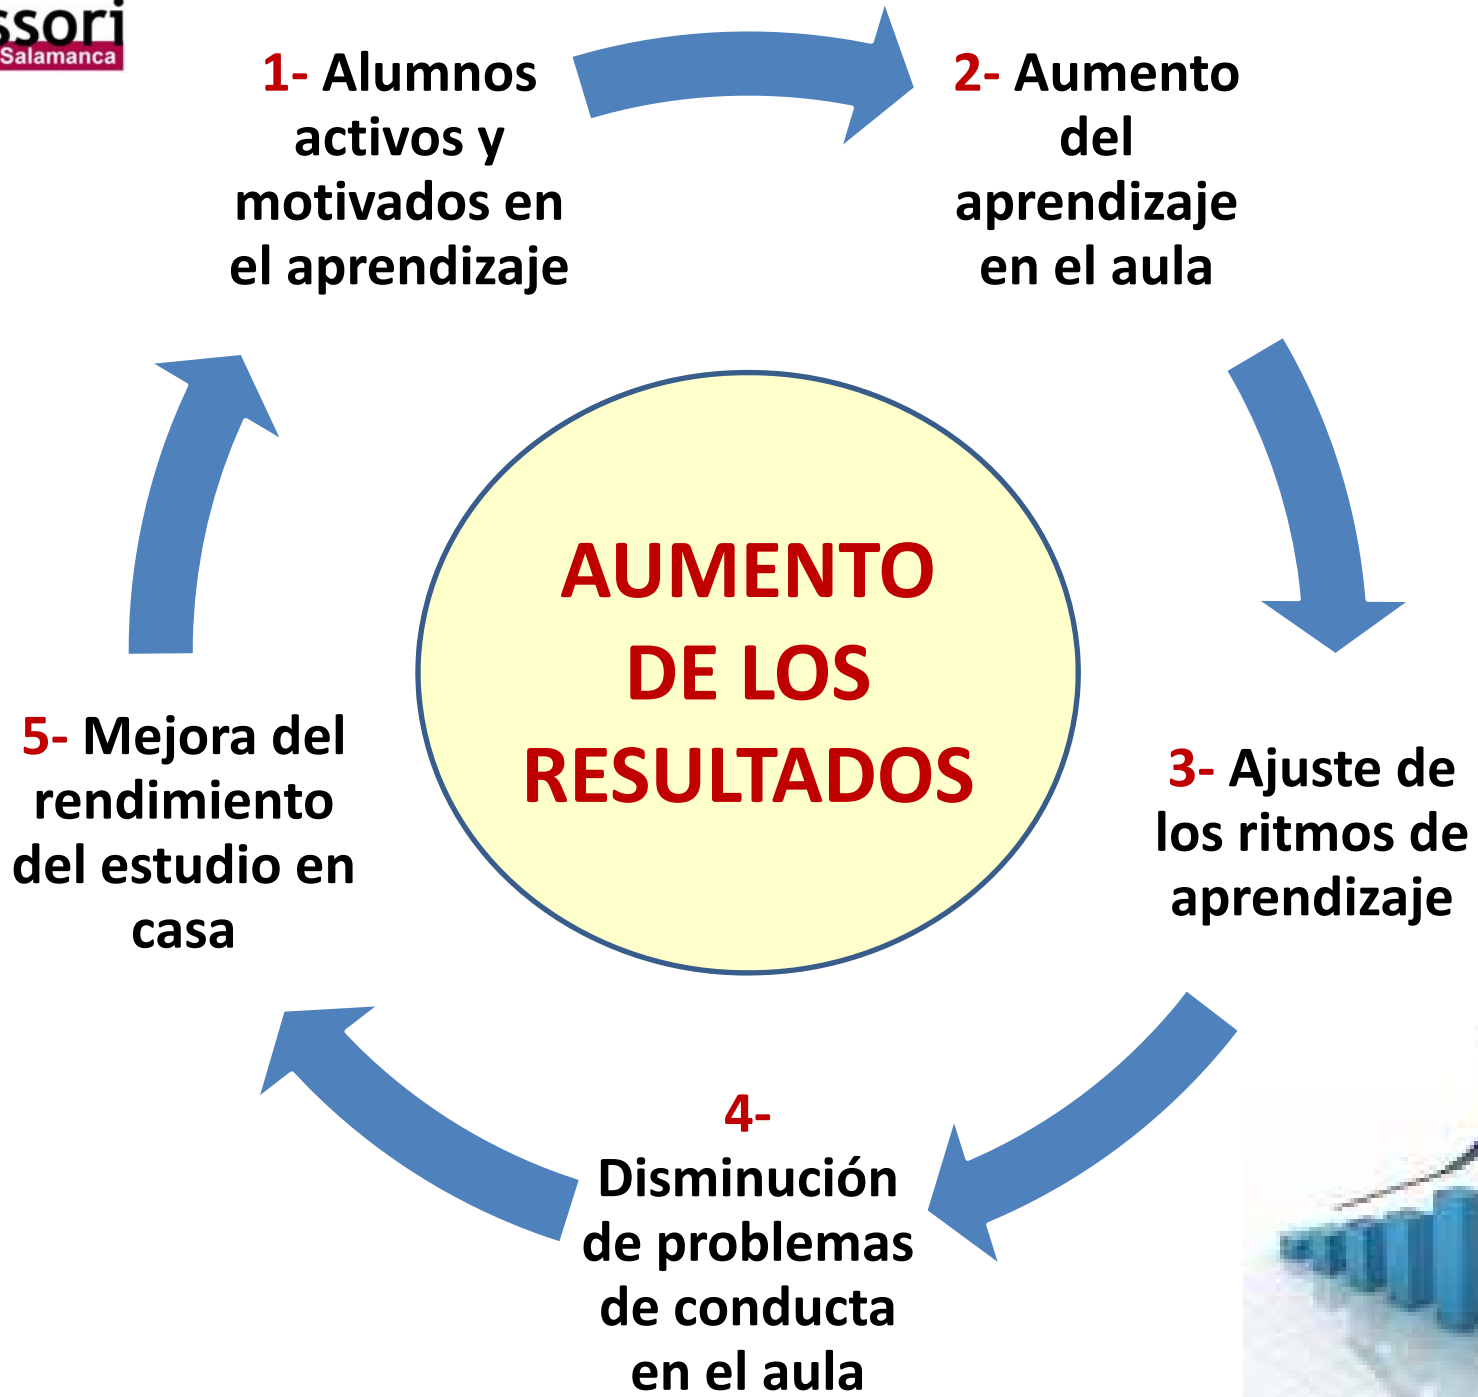 ssori
Salamanca
1- Alumnos
activos y
motivados en
el aprendizaje
2- Aumento
del
aprendizaje
en el aula
3- Ajuste de
los ritmos de
aprendizaje
4-
Disminución
de problemas
de conducta
en el aula
5- Mejora del
rendimiento
del estudio en
casa
AUMENTO
DE LOS
RESULTADOS